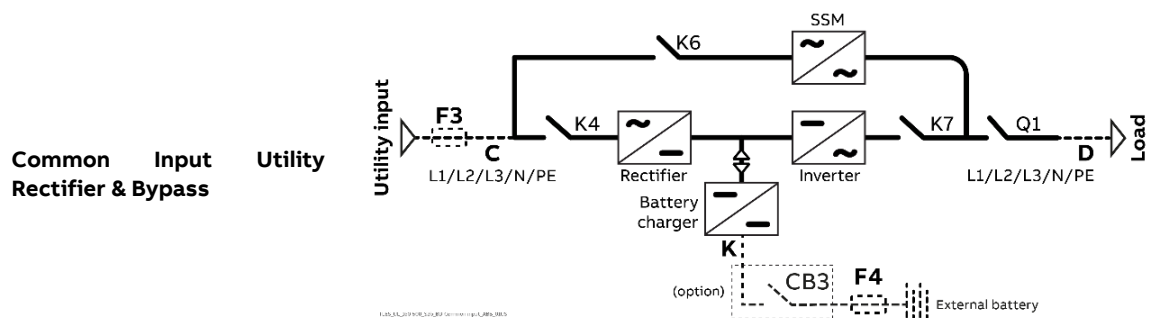 Common Input Utility
Rectifier & Bypass
Utility input
F3
C
L1/L2/L3/N/PE
K6
SSM
K4
Rectifier
Inverter
K7
Q1
D
L1/L2/L3/N/PE
Load
Battery
charger
K
(option)
CB3
F4
External battery